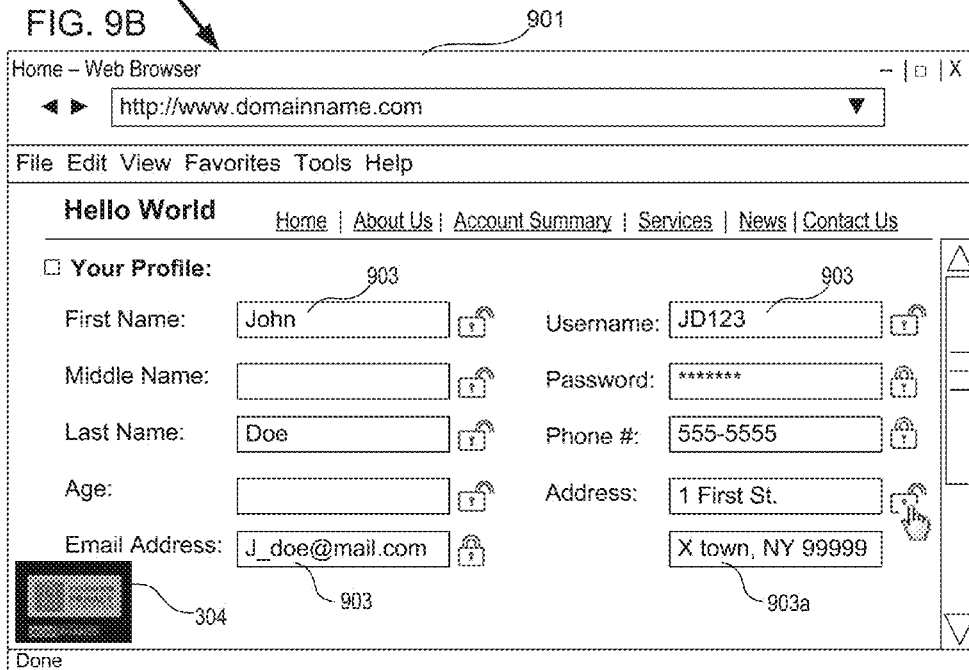 FIG. 9B
901
Home – Web Browser – | □ | X
http://www.domainname.com
File Edit View Favorites Tools Help
Hello World Home | About Us | Account Summary | Services | News | Contact Us
Your Profile:
903 903
First Name: John Username: JD123
Middle Name: Password: *******
Last Name: Doe Phone #: 555-5555
Age: Address: 1 First St.
Email Address: J_doe@mail.com X town, NY 99999
304 903 903a
Done